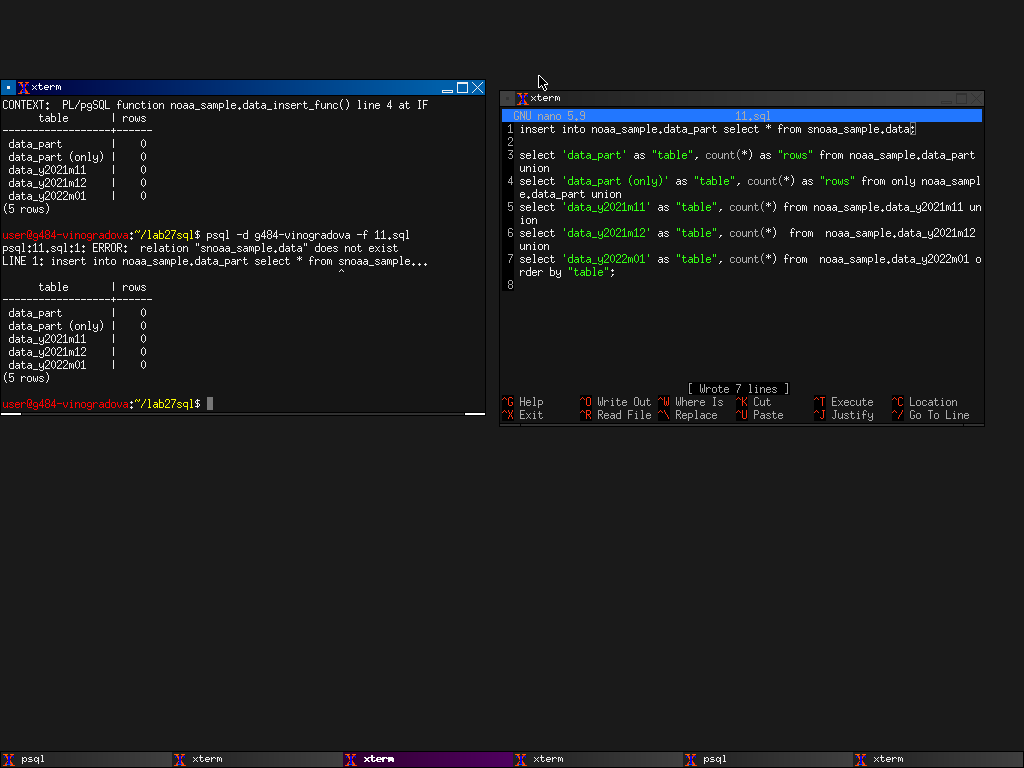 xterm
CONTEXT:  PL/pgSQL function noaa_sample.data_insert_func() line 4 at IF
      table       | rows
------------------+------
 data_part        |    0
 data_part (only) |    0
 data_y2021m11    |    0
 data_y2021m12    |    0
 data_y2022m01    |    0
(5 rows)
user@g484-vinogradova:~/lab27sql$ psql -d g484-vinogradova -f 11.sql
psql:11.sql:1: ERROR:  relation "snoaa_sample.data" does not exist
LINE 1: insert into noaa_sample.data_part select * from snoaa_sample...
                                                        ^
      table       | rows
------------------+------
 data_part        |    0
 data_part (only) |    0
 data_y2021m11    |    0
 data_y2021m12    |    0
 data_y2022m01    |    0
(5 rows)
user@g484-vinogradova:~/lab27sql$
xterm
GNU nano 5.9                       11.sql
1 insert into noaa_sample.data_part select * from snoaa_sample.data;
2
3 select 'data_part' as "table", count(*) as "rows" from noaa_sample.data_part
union
4 select 'data_part (only)' as "table", count(*) as "rows" from only noaa_sampl
e.data_part union
5 select 'data_y2021m11' as "table", count(*) from noaa_sample.data_y2021m11 un
ion
6 select 'data_y2021m12' as "table", count(*)  from  noaa_sample.data_y2021m12
union
7 select 'data_y2022m01' as "table", count(*) from  noaa_sample.data_y2022m01 o
rder by "table";
8
[ Wrote 7 lines ]
^G Help      ^O Write Out ^W Where Is  ^K Cut       ^T Execute   ^C Location
^X Exit      ^R Read File ^\ Replace   ^U Paste     ^J Justify   ^/ Go To Line
psql xterm xterm xterm psql xterm